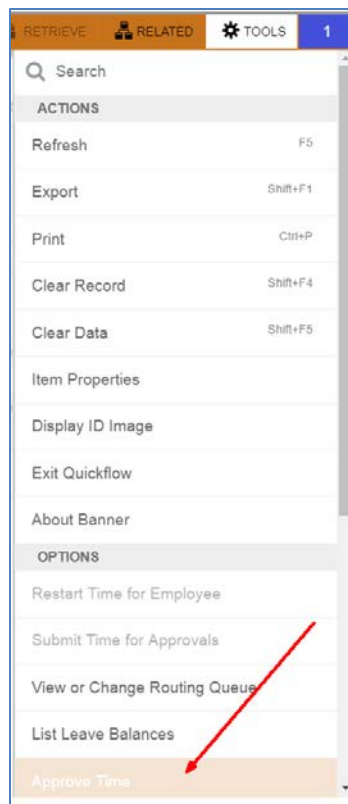 RETRIEVE RELATED TOOLS 1
Search
ACTIONS
Refresh F5
Export Shift+F1
Print Ctrl+P
Clear Record Shift+F4
Clear Data Shift+F5
Item Properties
Display ID Image
Exit Quickflow
About Banner
OPTIONS
Restart Time for Employee
Submit Time for Approvals
View or Change Routing Queue
List Leave Balances
Approve Time